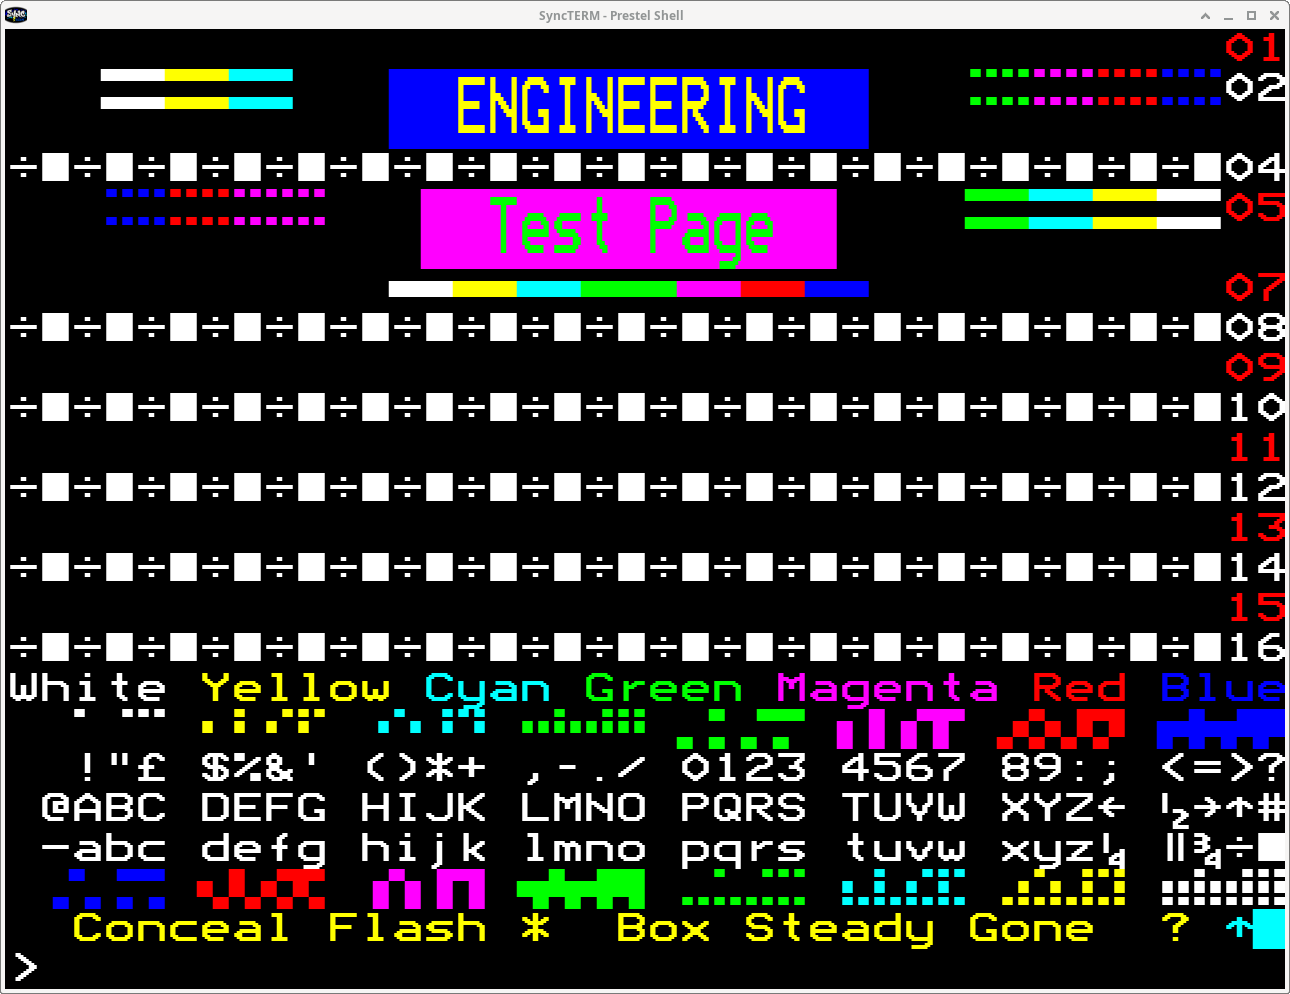 SyncTERM - Prestel Shell
01
ENGINEERING 02
÷■÷■÷■÷■÷■÷■÷■÷■÷■÷■÷■÷■÷■÷■÷■÷■÷■÷■÷■04
Test Page 05
07
÷■÷■÷■÷■÷■÷■÷■÷■÷■÷■÷■÷■÷■÷■÷■÷■÷■÷■÷■08
09
÷■÷■÷■÷■÷■÷■÷■÷■÷■÷■÷■÷■÷■÷■÷■÷■÷■÷■÷■10
11
÷■÷■÷■÷■÷■÷■÷■÷■÷■÷■÷■÷■÷■÷■÷■÷■÷■÷■÷■12
13
÷■÷■÷■÷■÷■÷■÷■÷■÷■÷■÷■÷■÷■÷■÷■÷■÷■÷■÷■14
15
÷■÷■÷■÷■÷■÷■÷■÷■÷■÷■÷■÷■÷■÷■÷■÷■÷■÷■÷■16
White Yellow Cyan Green Magenta Red Blue
!"£ $%&' ()*+ ,-./ 0123 4567 89:; <=>?
@ABC DEFG HIJK LMNO PQRS TUVW XYZ← ½→↑#
—abc defg hijk lmno pqrs tuvw xyz¼ ‖¾÷■
Conceal Flash * Box Steady Gone ? ↑
>